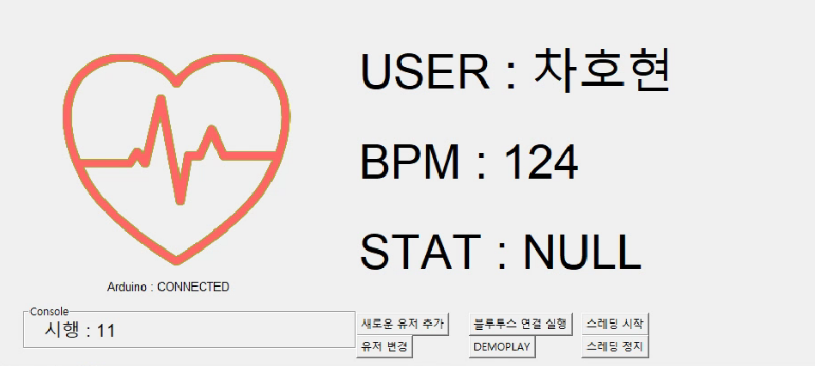 USER : 차호현
BPM : 124
STAT : NULL
Arduino : CONNECTED
Console
시행 : 11
새로운 유저 추가
블루투스 연결 실행
스레딩 시작
유저 변경
DEMOPLAY
스레딩 정지